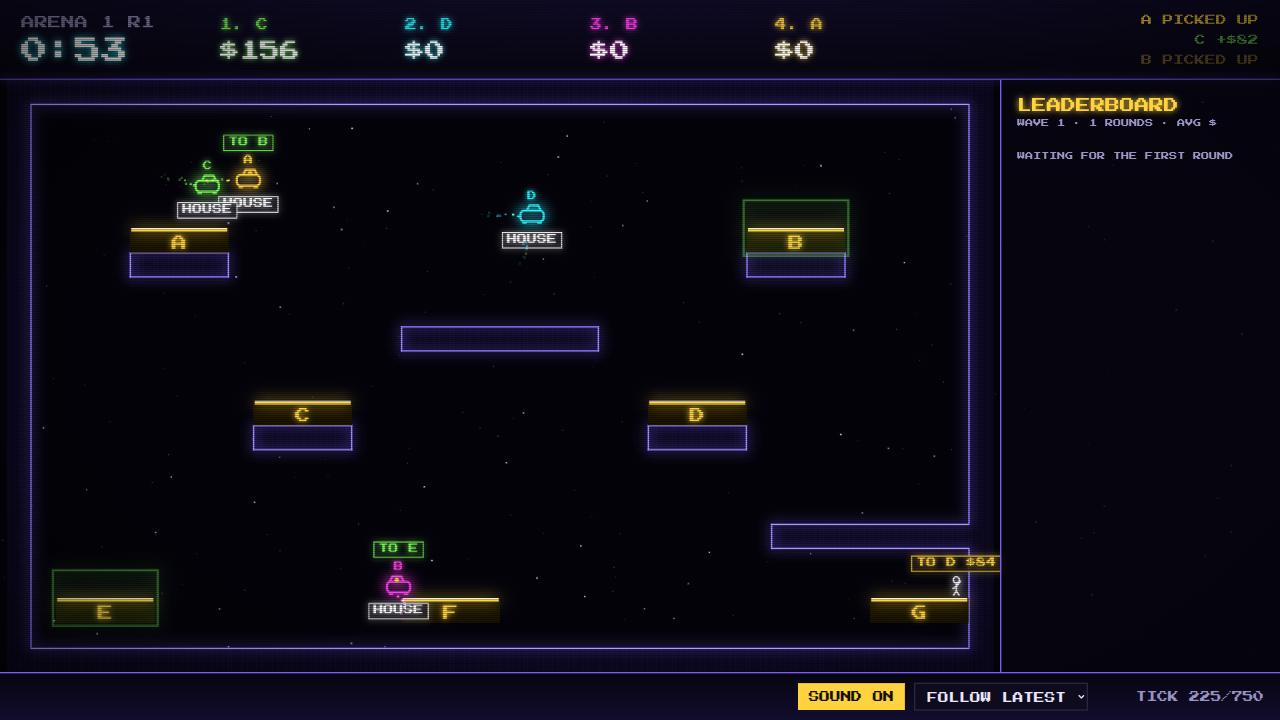 ARENA 1 R1
0:53
1. C
$156
2. D
$0
3. B
$0
4. A
$0
A PICKED UP
C +$82
B PICKED UP
LEADERBOARD
WAVE 1 · 1 ROUNDS · AVG $
WAITING FOR THE FIRST ROUND
TO B
C
A
HOUSE
HOUSE
D
HOUSE
A
B
C
D
TO E
B
HOUSE
TO D $84
E
F
G
SOUND ON
FOLLOW LATEST
TICK 225/750